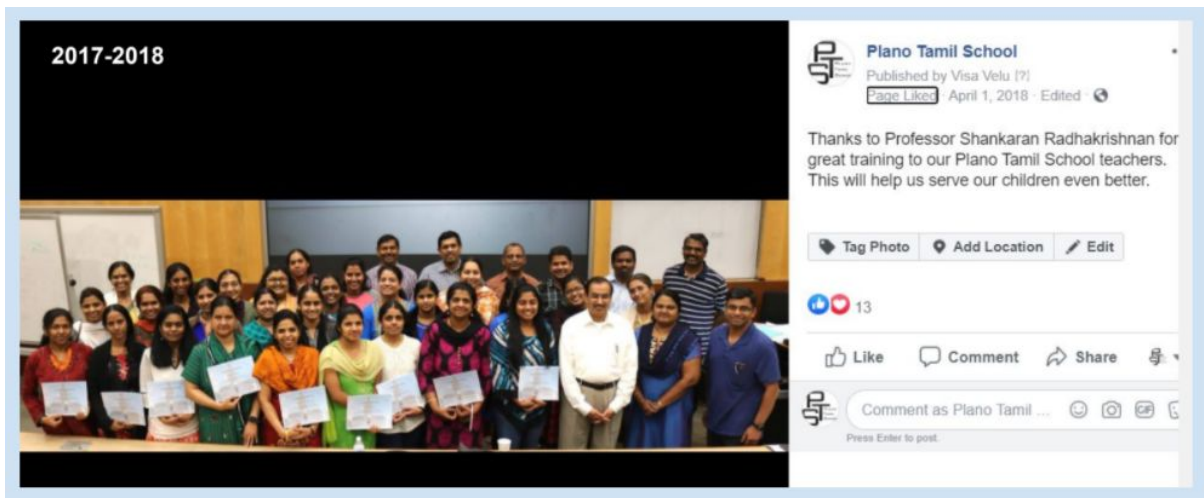 2017-2018
Plano Tamil School
Published by Visa Velu [?]
Page Liked · April 1, 2018 · Edited ·
Thanks to Professor Shankaran Radhakrishnan for
great training to our Plano Tamil School teachers.
This will help us serve our children even better.
Tag Photo Add Location Edit
13
Like Comment Share
Comment as Plano Tamil ... GIF
Press Enter to post.